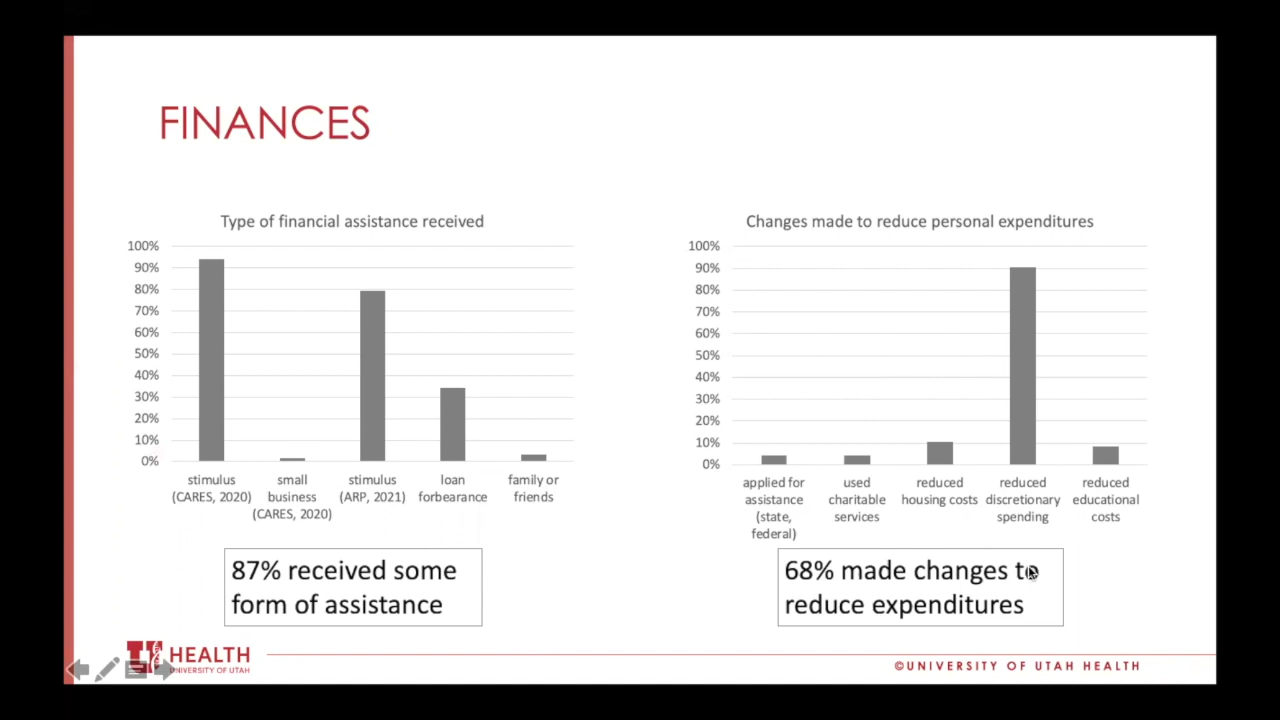 FINANCES
Type of financial assistance received
100%
90%
80%
70%
60%
50%
40%
30%
20%
10%
0%
stimulus
(CARES, 2020)
small
business
(CARES, 2020)
stimulus
(ARP, 2021)
loan
forbearance
family or
friends
87% received some
form of assistance
Changes made to reduce personal expenditures
100%
90%
80%
70%
60%
50%
40%
30%
20%
10%
0%
applied for
assistance
(state,
federal)
used
charitable
services
reduced
housing costs
reduced
discretionary
spending
reduced
educational
costs
68% made changes to
reduce expenditures
HEALTH
UNIVERSITY OF UTAH
©UNIVERSITY OF UTAH HEALTH